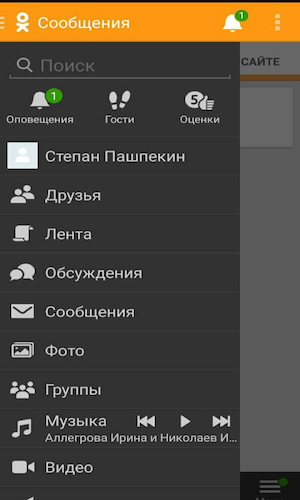 Сообщения
1
САЙТЕ
Поиск
1
5
Оповещения Гости Оценки
Степан Пашпекин
Друзья
Лента
Обсуждения
Сообщения
Фото
Группы
Музыка
Аллегрова Ирина и Николаев И...
Видео